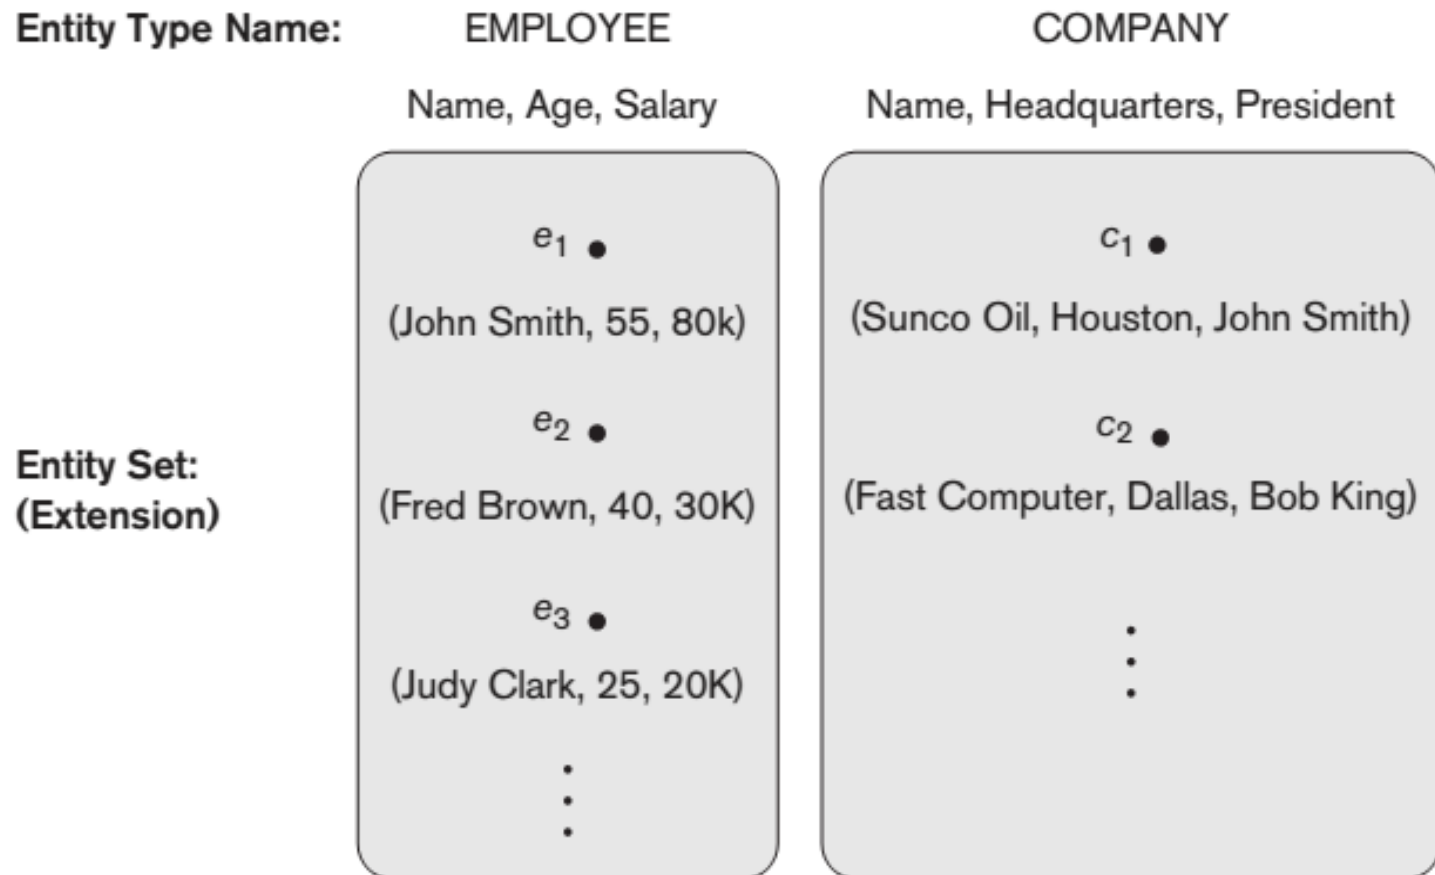 Entity Type Name: EMPLOYEE COMPANY
Name, Age, Salary Name, Headquarters, President
e1 c1
(John Smith, 55, 80k) (Sunco Oil, Houston, John Smith)
e2 c2
Entity Set:
(Extension)
(Fred Brown, 40, 30K) (Fast Computer, Dallas, Bob King)
e3
(Judy Clark, 25, 20K)